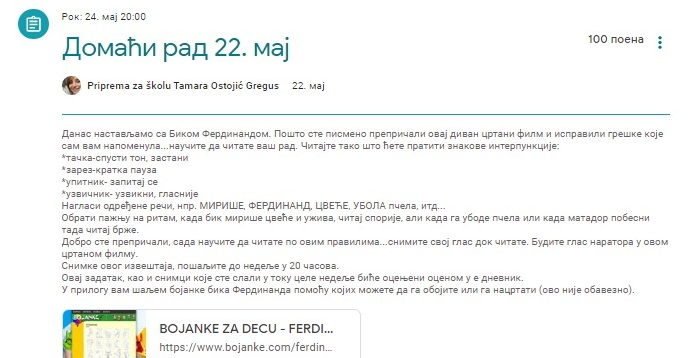 Рок: 24. мај 20:00
Домаћи рад 22. мај
100 поена
Priprema za školu Tamara Ostojić Gregus 22. мај
Данас настављамо са Биком Фердинандом. Пошто сте писмено препричали овај диван цртани филм и исправили грешке које
сам вам напоменула...научите да читате ваш рад. Читајте тако што ћете пратити знакове интерпункције:
*тачка-спусти тон, застани
*зарез-кратка пауза
*упитник- запитај се
*узвичник- узвикни, гласније
Нагласи одређене речи, нпр. МИРИШЕ, ФЕРДИНАНД, ЦВЕЋЕ, УБОЛА пчела, итд...
Обрати пажњу на ритам, када бик мирише цвеће и ужива, читај спорије, али када га убоде пчела или када матадор побесни
тада читај брже.
Добро сте препричали, сада научите да читате по овим правилима...снимите свој глас док читате. Будите глас наратора у овом
цртаном филму.
Снимке овог извештаја, пошаљите до недеље у 20 часова.
Овај задатак, као и снимци које сте слали у току целе недеље биће оцењени оценом у е дневник.
У прилогу вам шаљем бојанке бика Фердинанда помоћу којих можете да га обојите или га нацртати (ово није обавезно).
BOJANKE ZA DECU - FERDI...
https://www.bojanke.com/ferdin...